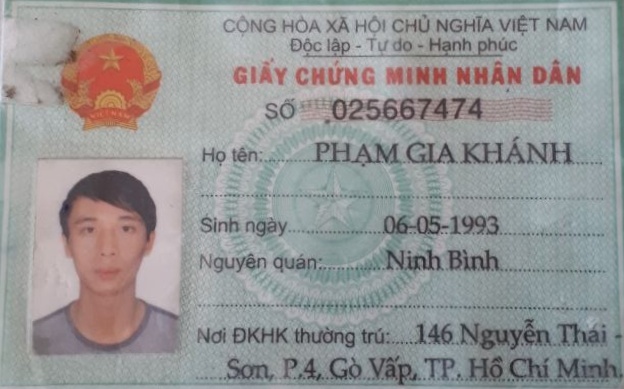 CỘNG HÒA XÃ HỘI CHỦ NGHĨA VIỆT NAM
Độc lập - Tự do - Hạnh phúc
GIẤY CHỨNG MINH NHÂN DÂN
SỐ 025667474
Họ tên: PHẠM GIA KHÁNH
Sinh ngày 06-05-1993
Nguyên quán: Ninh Bình
Nơi ĐKHK thường trú: 146 Nguyễn Thái -
Sơn, P.4, Gò Vấp, TP. Hồ Chí Minh.
VIỆT NAM